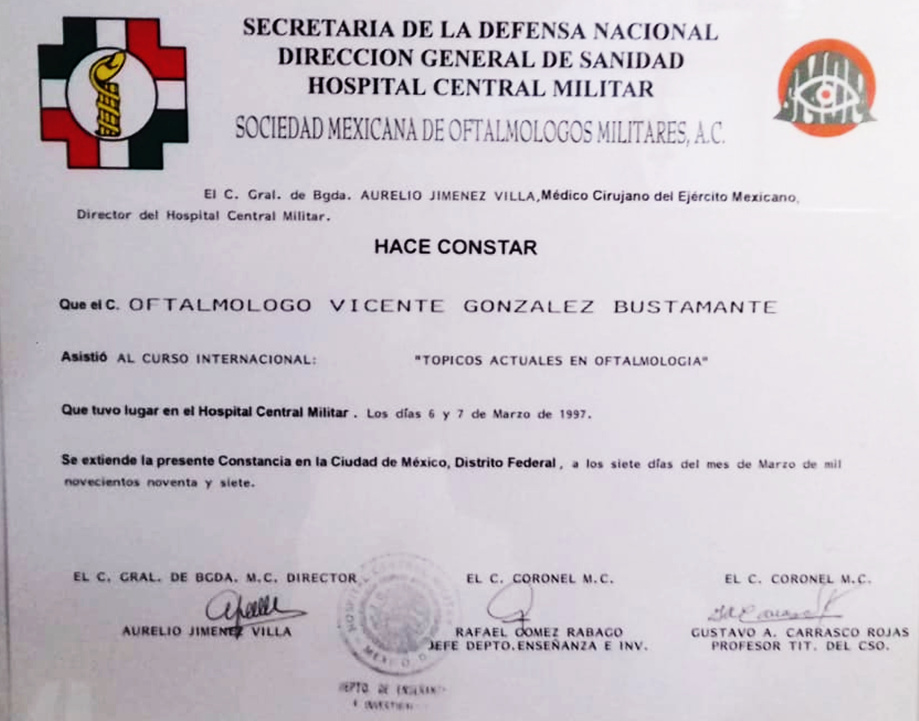 SECRETARIA DE LA DEFENSA NACIONAL
DIRECCION GENERAL DE SANIDAD
HOSPITAL CENTRAL MILITAR
SOCIEDAD MEXICANA DE OFTALMOLOGOS MILITARES, A.C.
El C. Gral. de Bgda. AURELIO JIMENEZ VILLA, Médico Cirujano del Ejército Mexicano,
Director del Hospital Central Militar.
HACE CONSTAR
Que el C. OFTALMOLOGO VICENTE GONZALEZ BUSTAMANTE
Asistió AL CURSO INTERNACIONAL: "TOPICOS ACTUALES EN OFTALMOLOGIA"
Que tuvo lugar en el Hospital Central Militar . Los días 6 y 7 de Marzo de 1997.
Se extiende la presente Constancia en la Ciudad de México, Distrito Federal , a los siete días del mes de Marzo de mil
novecientos noventa y siete.
EL C. GRAL. DE BGDA. M.C. DIRECTOR
AURELIO JIMENEZ VILLA
EL C. CORONEL M.C.
RAFAEL GOMEZ RABAGO
JEFE DEPTO.ENSEÑANZA E INV.
EL C. CORONEL M.C.
GUSTAVO A. CARRASCO ROJAS
PROFESOR TIT. DEL CSO.
HOSPITAL CENTRAL MILITAR
MEXICO D.
DEPTO. DE